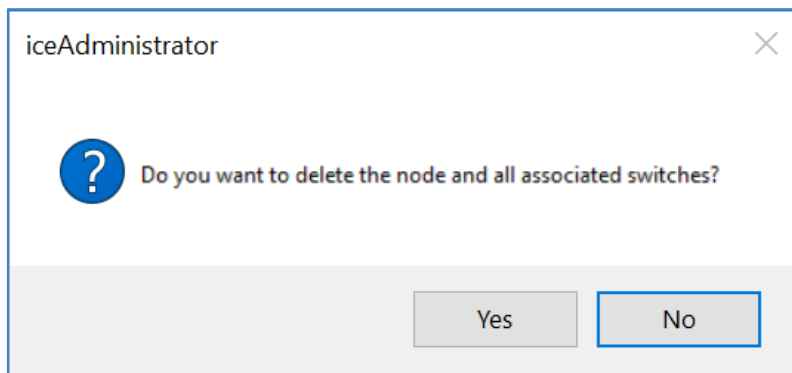 iceAdministrator
Do you want to delete the node and all associated switches?
Yes
No